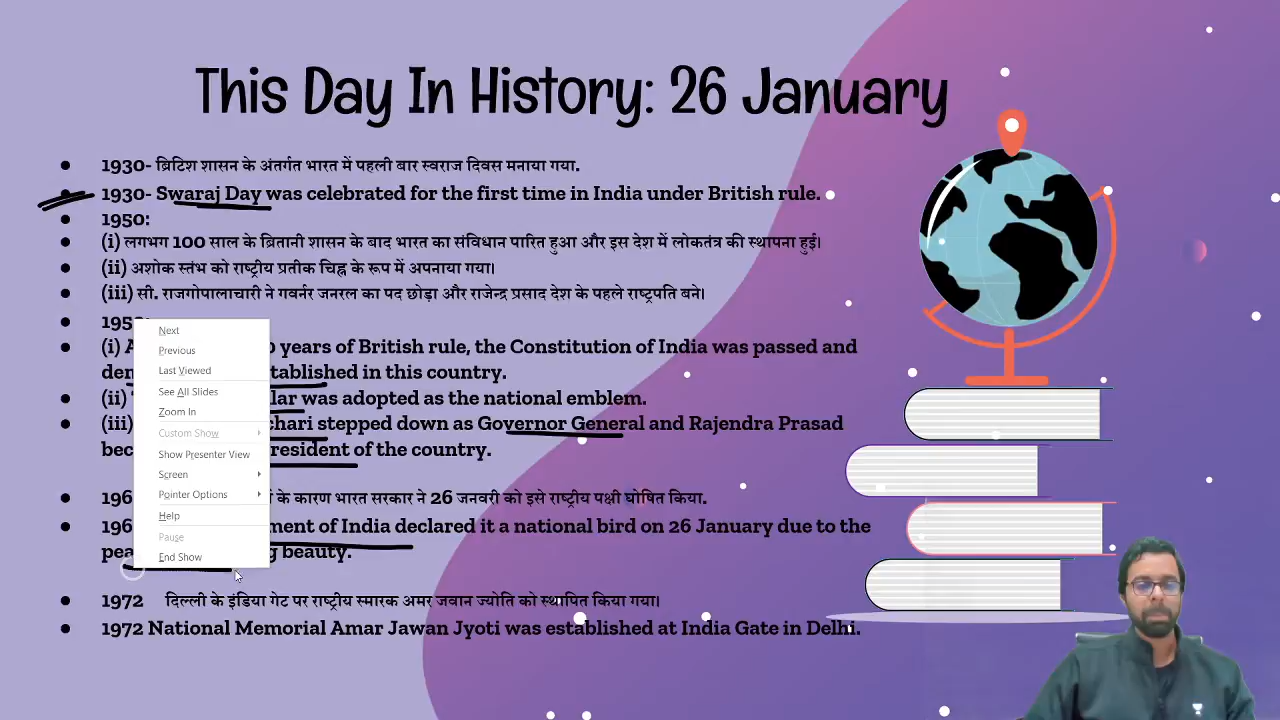 This Day In History: 26 January
1930- ब्रिटिश शासन के अंतर्गत भारत में पहली बार स्वराज दिवस मनाया गया.
1930- Swaraj Day was celebrated for the first time in India under British rule.
1950:
(i) लगभग 100 साल के ब्रितानी शासन के बाद भारत का संविधान पारित हुआ और इस देश में लोकतंत्र की स्थापना हुई।
(ii) अशोक स्तंभ को राष्ट्रीय प्रतीक चिह्न के रूप में अपनाया गया।
(iii) सी. राजगोपालाचारी ने गवर्नर जनरल का पद छोड़ा और राजेन्द्र प्रसाद देश के पहले राष्ट्रपति बने।
(i) years of British rule, the Constitution of India was passed and
in this country.
(ii) was adopted as the national emblem.
(iii) stepped down as Governor General and Rajendra Prasad
of the country.
के कारण भारत सरकार ने 26 जनवरी को इसे राष्ट्रीय पक्षी घोषित किया.
of India declared it a national bird on 26 January due to the
beauty.
1972 दिल्ली के इंडिया गेट पर राष्ट्रीय स्मारक अमर जवान ज्योति को स्थापित किया गया।
1972 National Memorial Amar Jawan Jyoti was established at India Gate in Delhi.
Next
Previous
Last Viewed
See All Slides
Zoom In
Custom Show
Show Presenter View
Screen
Pointer Options
Help
Pause
End Show